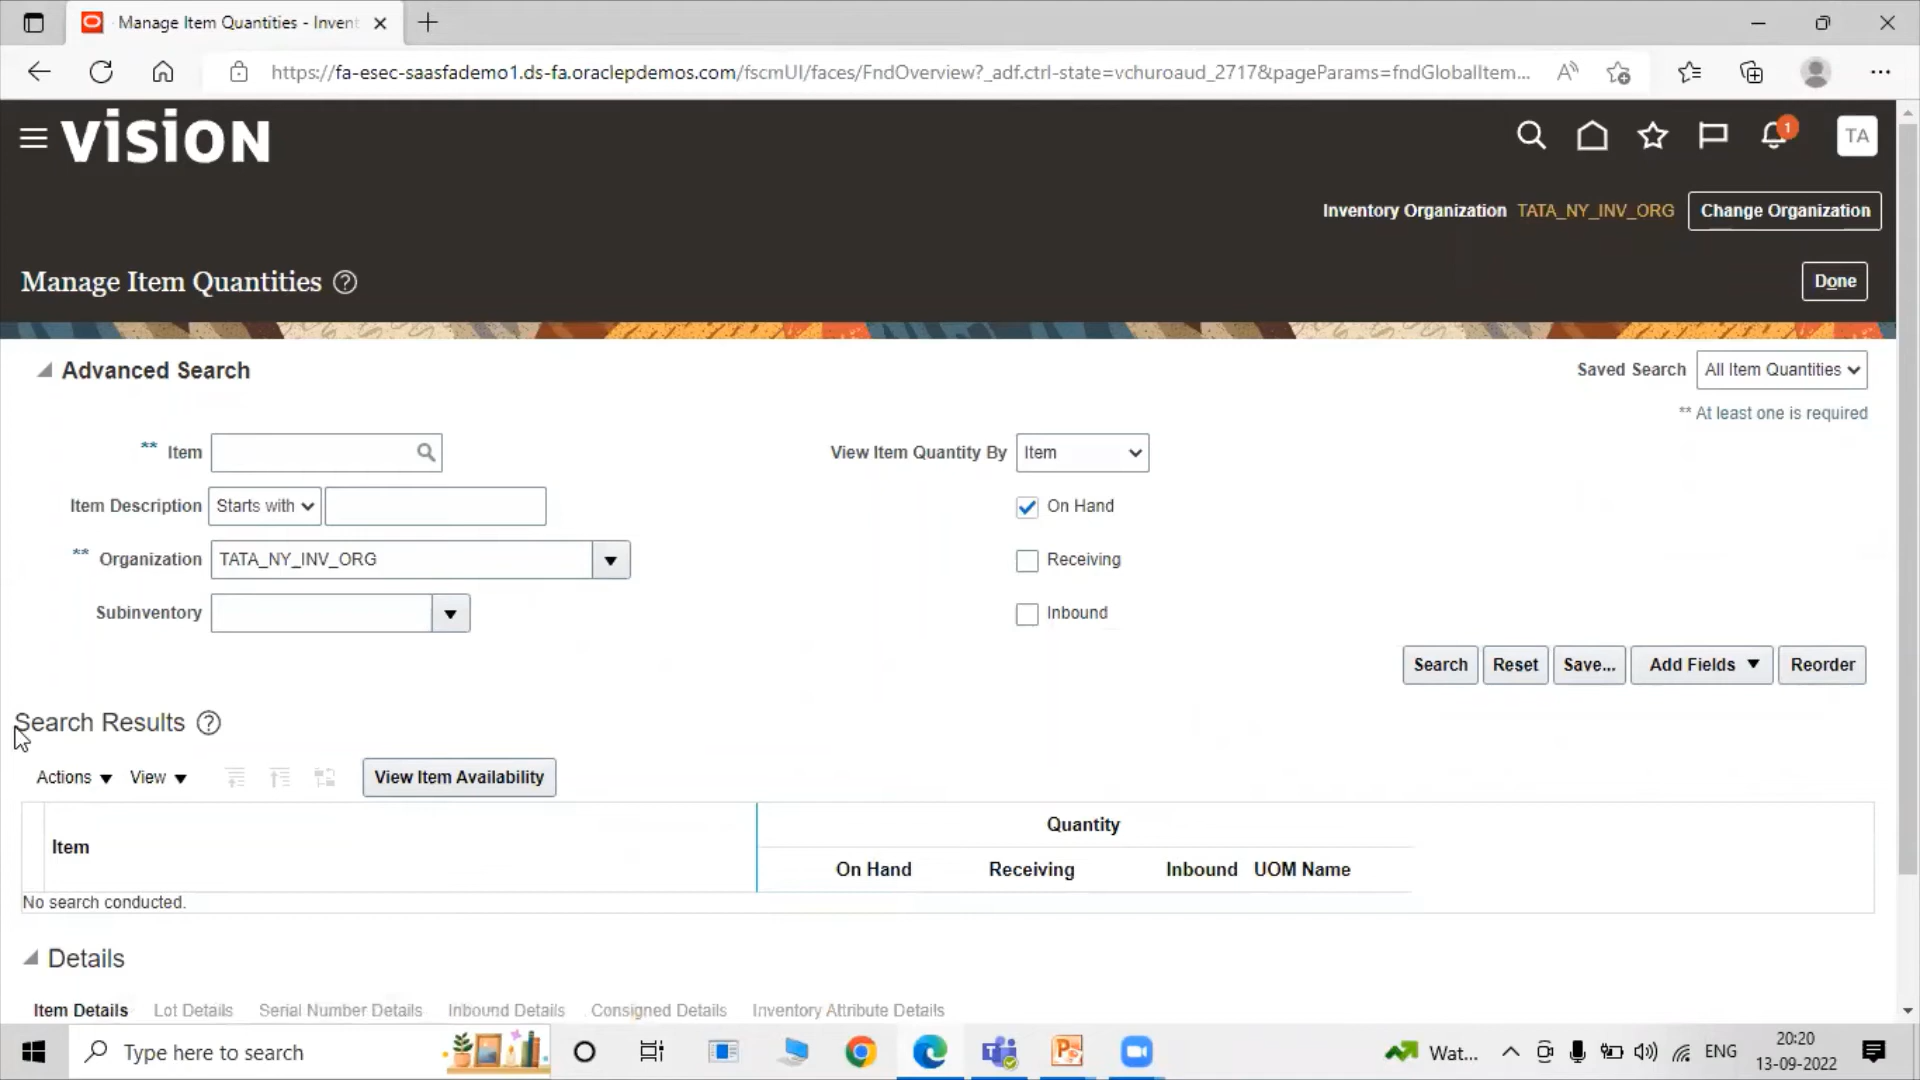 Manage Item Quantities - Invent
https://fa-esec-saasfademo1.ds-fa.oraclepdemos.com/fscmUI/faces/FndOverview?_adf.ctrl-state=vchuroaud_2717&pageParams=fndGlobalItem...
VISION
1
TA
Inventory Organization TATA_NY_INV_ORG Change Organization
Manage Item Quantities ?
Done
Advanced Search
Saved Search All Item Quantities
** At least one is required
** Item
View Item Quantity By Item
Item Description Starts with
On Hand
** Organization TATA_NY_INV_ORG
Receiving
Subinventory
Inbound
Search Reset Save... Add Fields Reorder
Search Results ?
Actions View View Item Availability
Quantity
Item
On Hand Receiving Inbound UOM Name
No search conducted.
Details
Item Details Lot Details Serial Number Details Inbound Details Consigned Details Inventory Attribute Details
Type here to search
Wat... ENG
20:20
13-09-2022